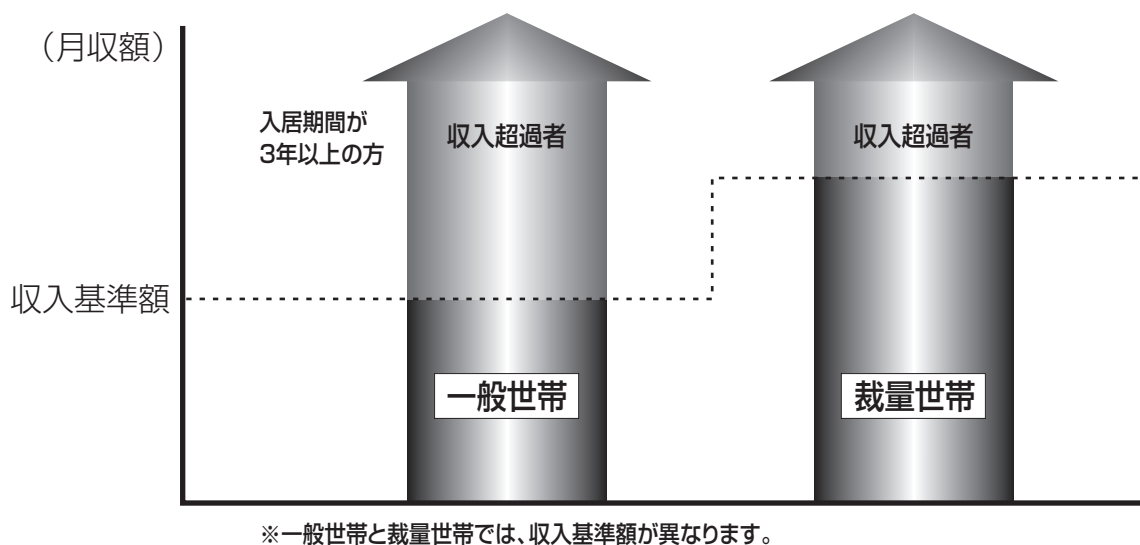 （月収額）
入居期間が
3年以上の方
収入超過者
収入超過者
収入基準額
一般世帯
裁量世帯
※一般世帯と裁量世帯では、収入基準額が異なります。